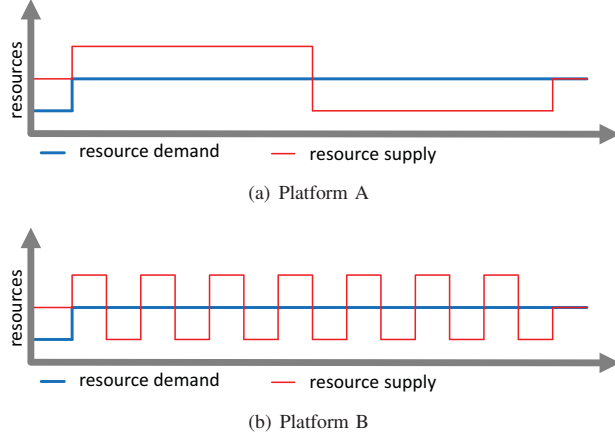 resources
resource demand
resource supply
(a) Platform A
resources
resource demand
resource supply
(b) Platform B